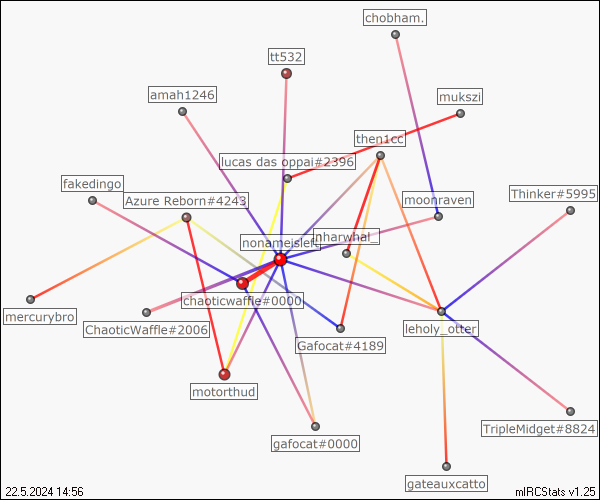 chobham.
tt532
amah1246
mukszi
then1cc
lucas das oppai#2396
fakedingo
Azure Reborn#4243
moonraven
Thinker#5995
nonameisleft
nharwhal_
chaoticwaffle#0000
mercurybro
ChaoticWaffle#2006
leholy_otter
Gafocat#4189
motorthud
gafocat#0000
TripleMidget#8824
gateauxcatto
22.5.2024 14:56
mIRCStats v1.25